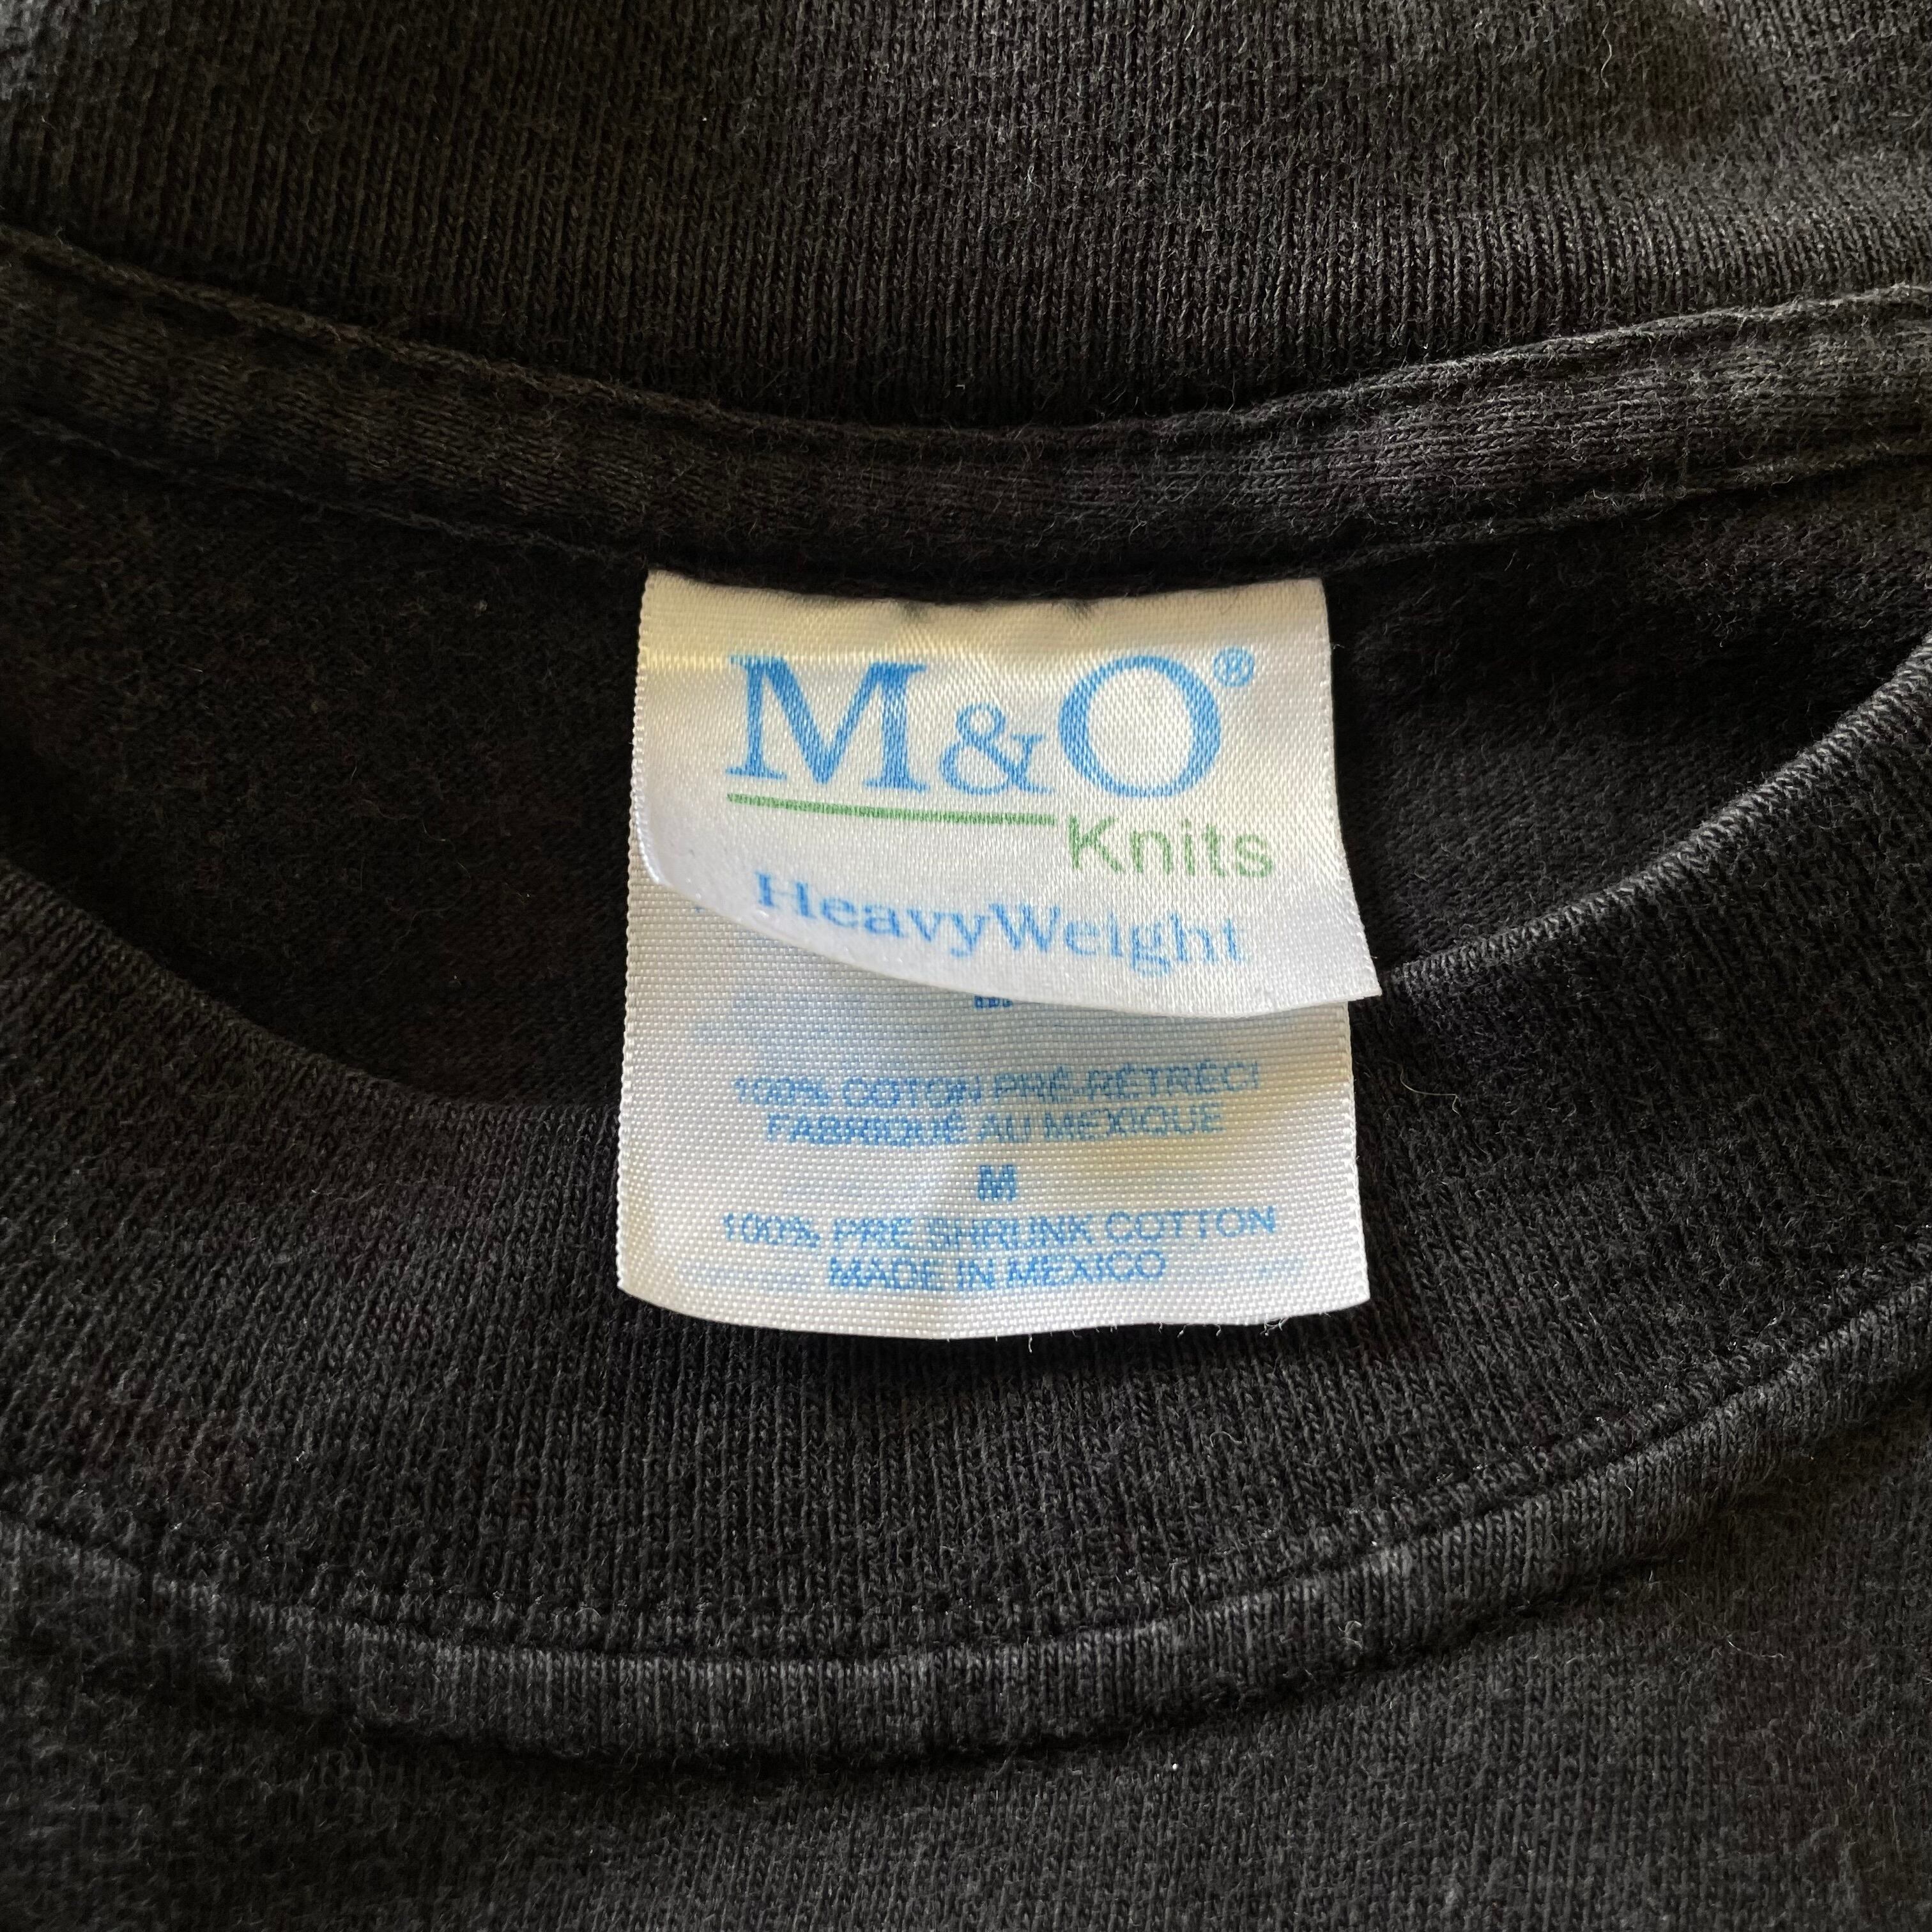 M&O®
Knits
HeavyWeight
100% COTON PRÉ-RÉTRÉCI
FABRIQUÉ AU MEXIQUE
M
100% PRE SHRUNK COTTON
MADE IN MEXICO